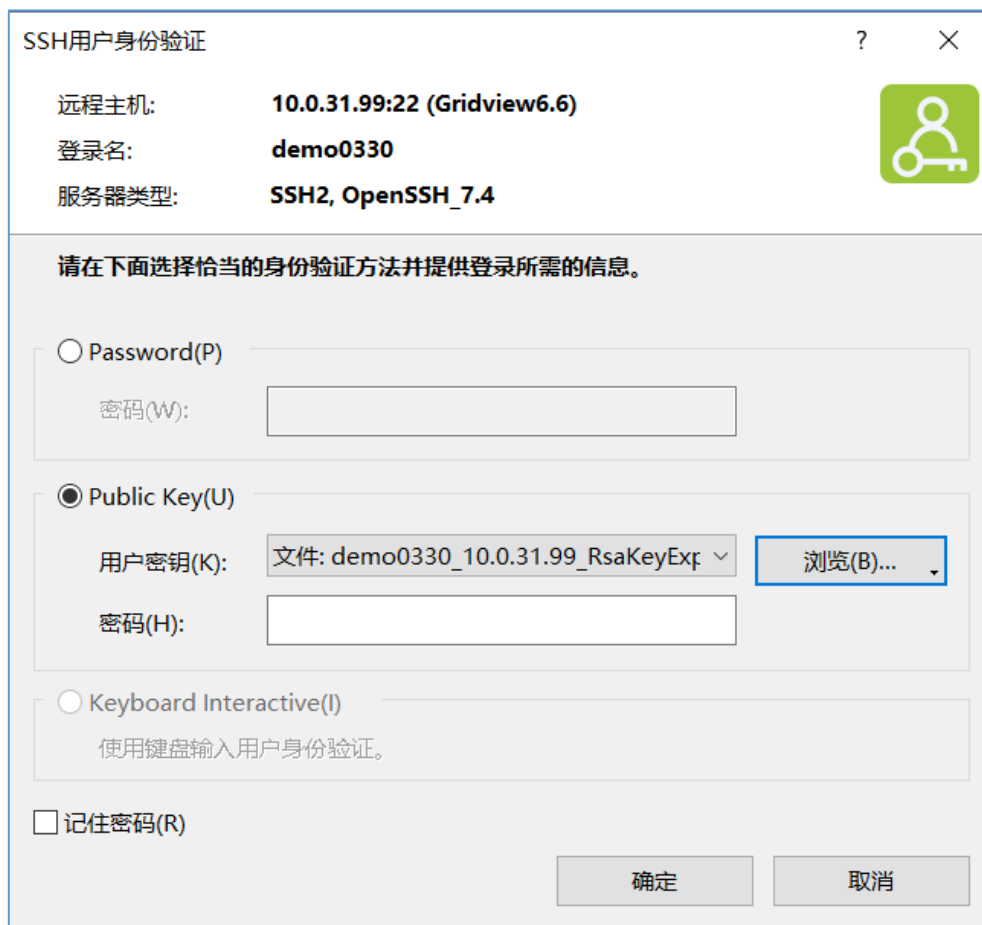 SSH用户身份验证
远程主机: 10.0.31.99:22 (Gridview6.6)
登录名: demo0330
服务器类型: SSH2, OpenSSH_7.4
请在下面选择恰当的身份验证方法并提供登录所需的信息。
Password(P)
密码(W):
Public Key(U)
用户密钥(K): 文件: demo0330_10.0.31.99_RsaKeyExp 浏览(B)...
密码(H):
Keyboard Interactive(I)
使用键盘输入用户身份验证。
记住密码(R)
确定 取消